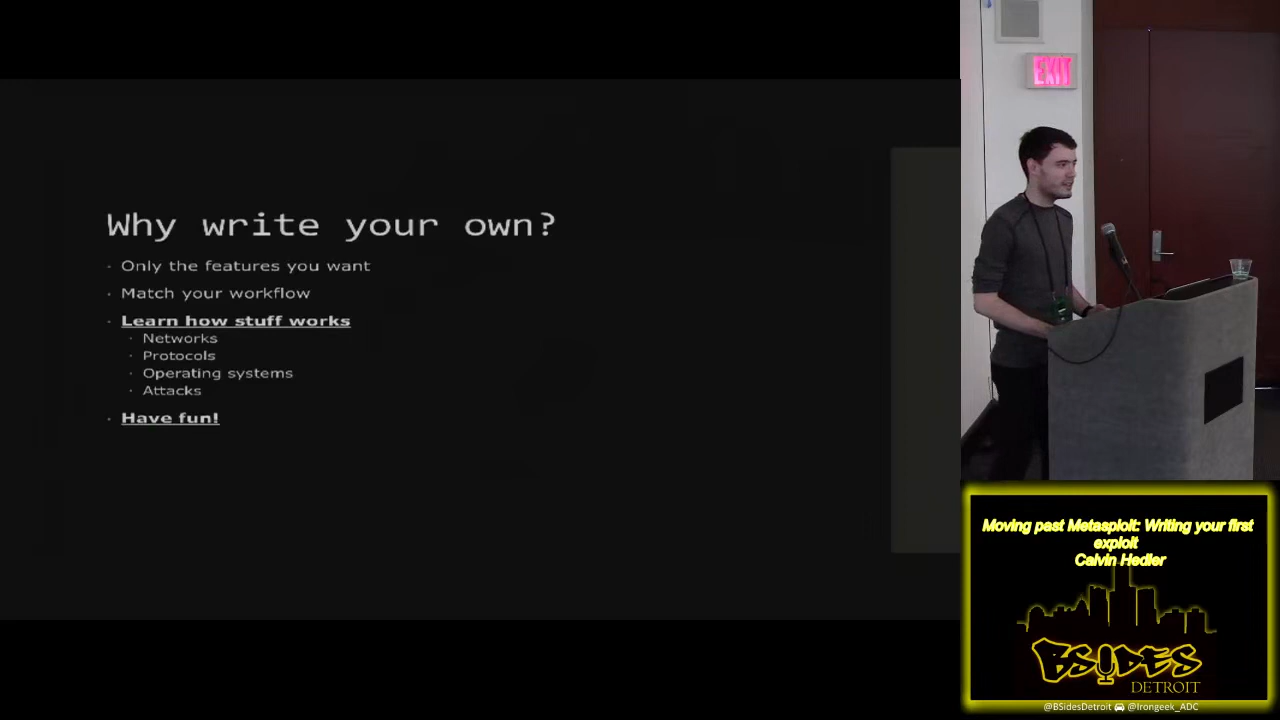 Why write your own?
· Only the features you want
· Match your workflow
· Learn how stuff works
· Networks
· Protocols
· Operating systems
· Attacks
· Have fun!
EXIT
Moving past Metasploit: Writing your first
exploit
Calvin Hedler
BSIDES
DETROIT
@BSidesDetroit @Irongeek_ADC